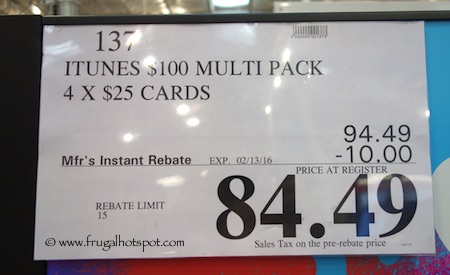 137
ITUNES $100 MULTI PACK
4 X $25 CARDS
94.49
Mfr's Instant Rebate EXP. 02/13/16 -10.00
PRICE AT REGISTER
REBATE LIMIT
15
84.49
© www.frugalhotspot.com
Sales Tax on the pre-rebate price